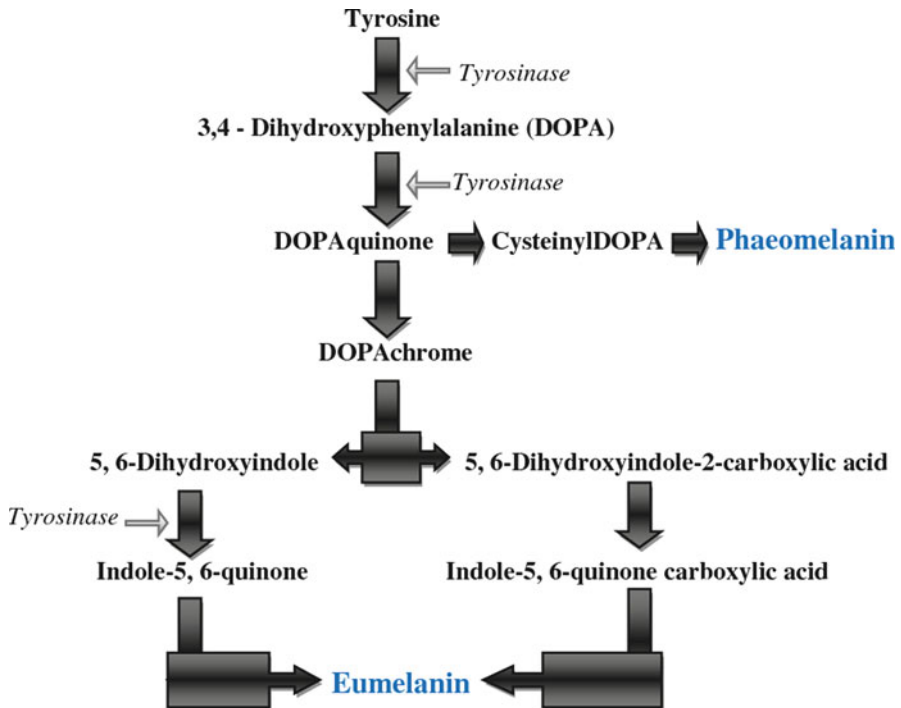 Tyrosine
Tyrosinase
3,4 - Dihydroxyphenylalanine (DOPA)
Tyrosinase
DOPAquinone CysteinylDOPA Phaeomelanin
DOPAchrome
5, 6-Dihydroxyindole 5, 6-Dihydroxyindole-2-carboxylic acid
Tyrosinase
Indole-5, 6-quinone Indole-5, 6-quinone carboxylic acid
Eumelanin